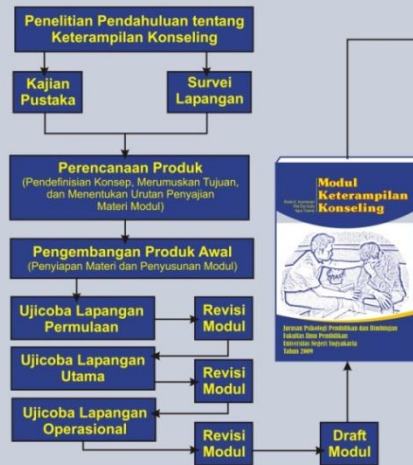 Penelitian Pendahuluan tentang
Keterampilan Konseling
Kajian
Pustaka
Survei
Lapangan
Perencanaan Produk
(Pendefinisian Konsep, Merumuskan Tujuan,
dan Menentukan Urutan Penyajian
Materi Modul)
Pengembangan Produk Awal
(Penyiapan Materi dan Penyusunan Modul)
Ujicoba Lapangan
Permulaan
Revisi
Modul
Ujicoba Lapangan
Utama
Revisi
Modul
Ujicoba Lapangan
Operasional
Revisi
Modul
Draft
Modul
Modul
Keterampilan
Konseling
Jurusan Psikologi Pendidikan dan Bimbingan
Fakultas Ilmu Pendidikan
Universitas Negeri Yogyakarta
Tahun 2009